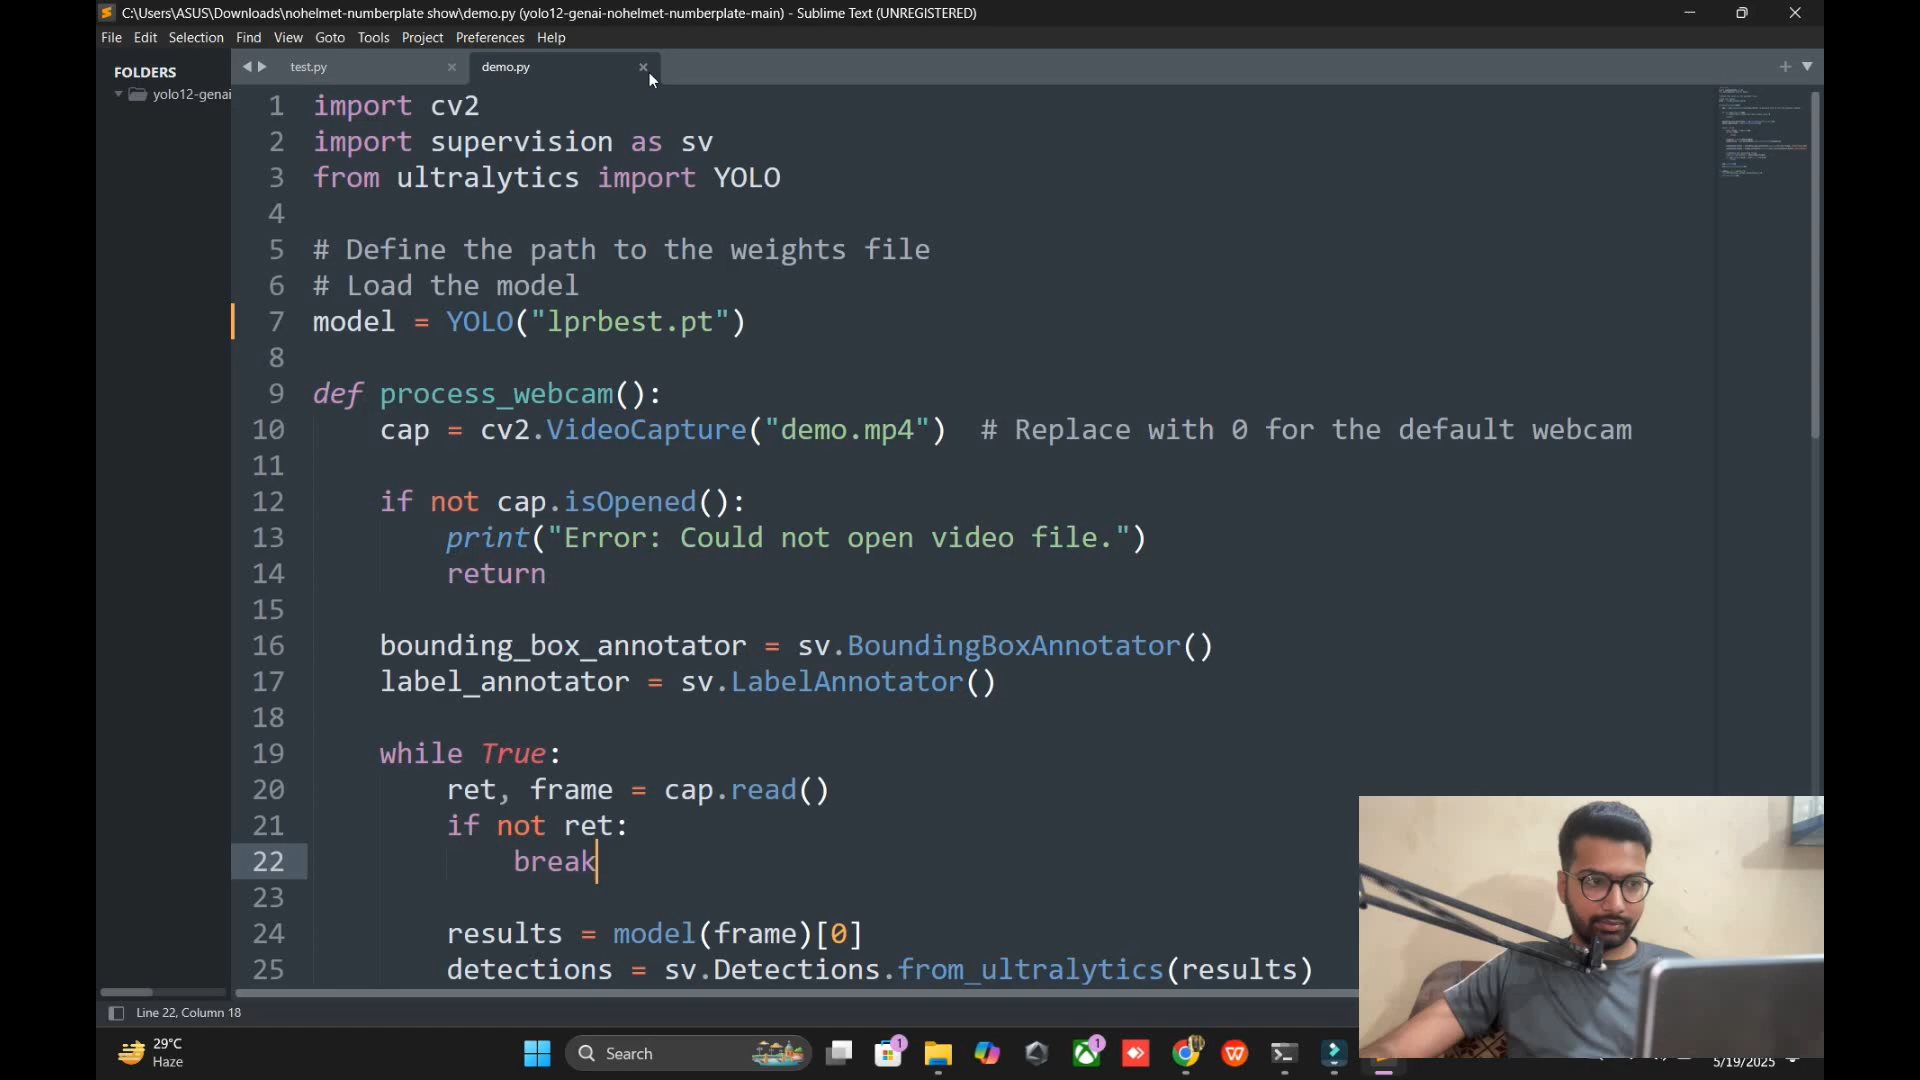 C:\Users\ASUS\Downloads\nohelmet-numberplate show\demo.py (yolo12-genai-nohelmet-numberplate-main) - Sublime Text (UNREGISTERED)
File Edit Selection Find View Goto Tools Project Preferences Help
FOLDERS
yolo12-genai
test.py
demo.py
1 import cv2
2 import supervision as sv
3 from ultralytics import YOLO
4
5 # Define the path to the weights file
6 # Load the model
7 model = YOLO("lprbest.pt")
8
9 def process_webcam():
10 cap = cv2.VideoCapture("demo.mp4") # Replace with 0 for the default webcam
11
12 if not cap.isOpened():
13 print("Error: Could not open video file.")
14 return
15
16 bounding_box_annotator = sv.BoundingBoxAnnotator()
17 label_annotator = sv.LabelAnnotator()
18
19 while True:
20 ret, frame = cap.read()
21 if not ret:
22 break
23
24 results = model(frame)[0]
25 detections = sv.Detections.from_ultralytics(results)
Line 22, Column 18
29°C
Haze
Search
1
1
5/19/2025